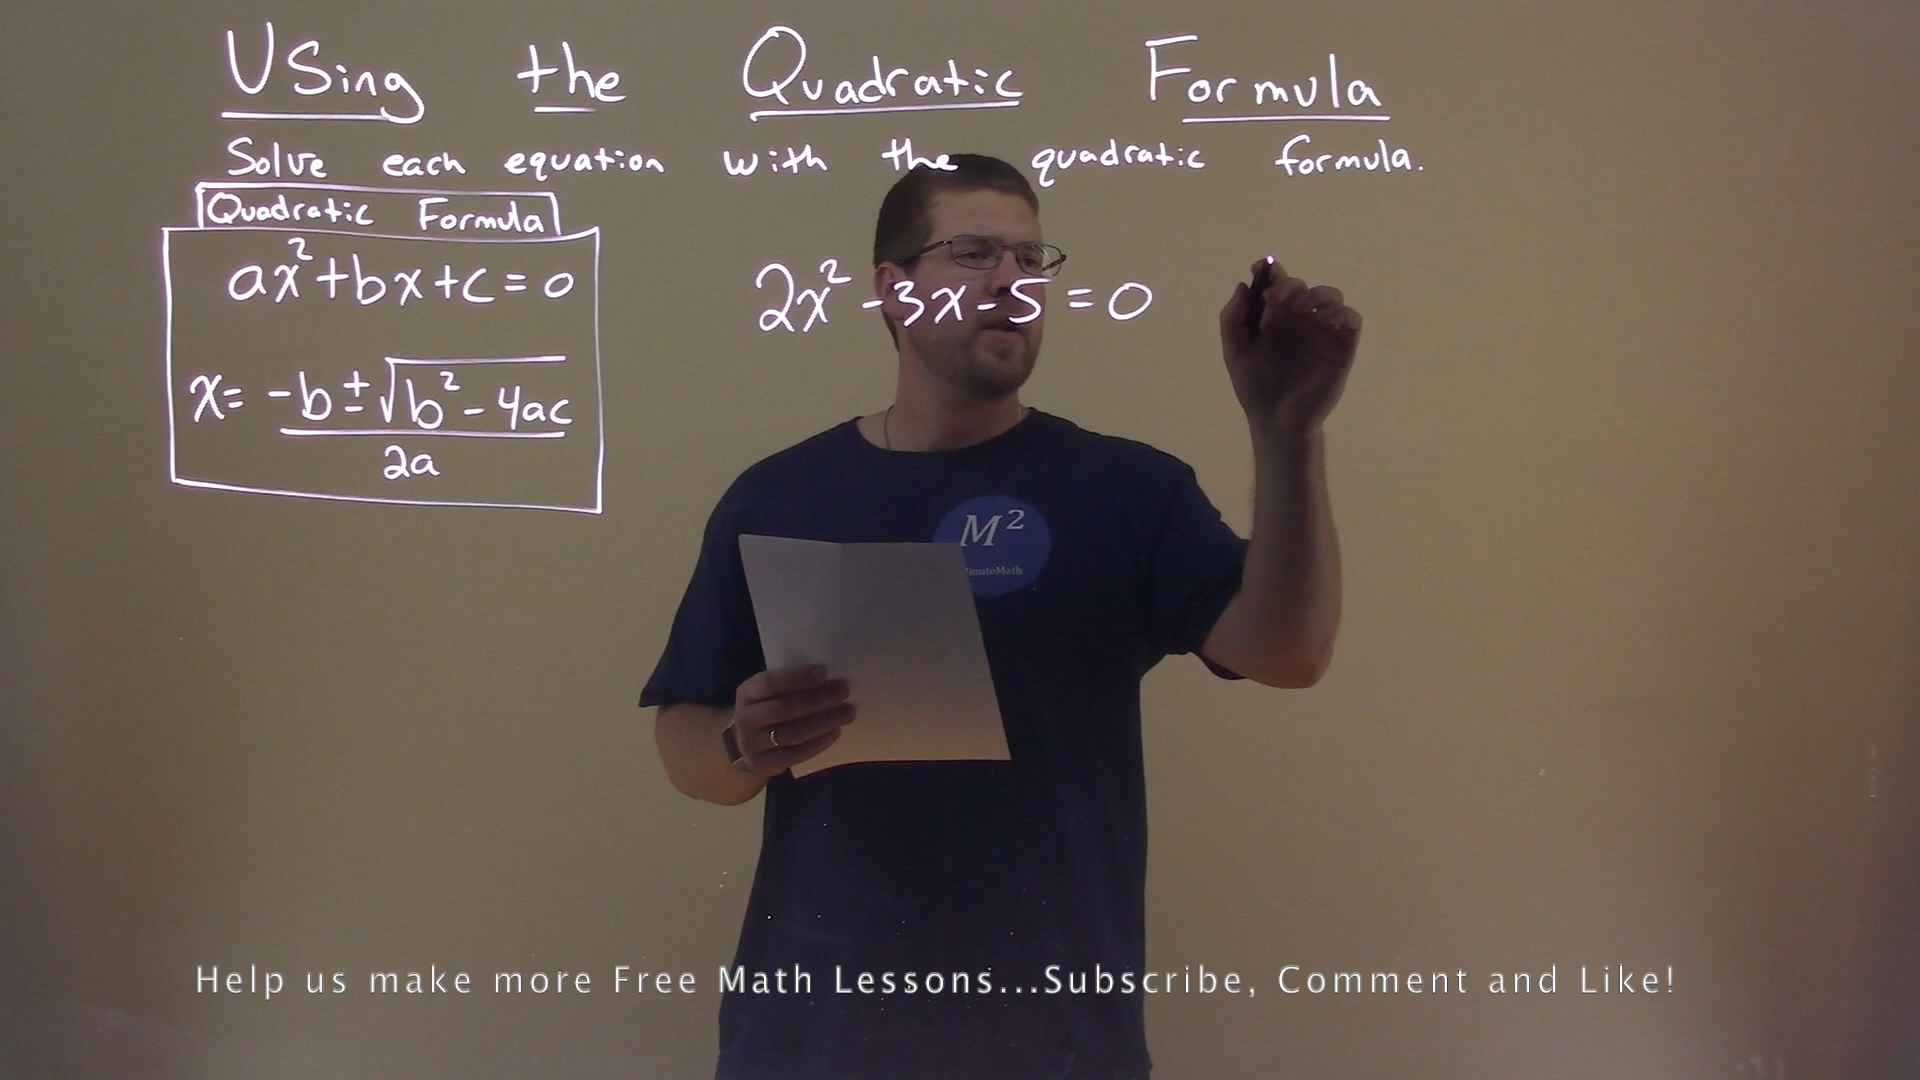 Using the Quadratic Formula
Solve each equation with the quadratic formula.
Quadratic Formula
ax²+bx+c=0
x= -b±√b²-4ac
2a
2x²-3x-5=0
M²
inuteMath
Help us make more Free Math Lessons...Subscribe, Comment and Like!